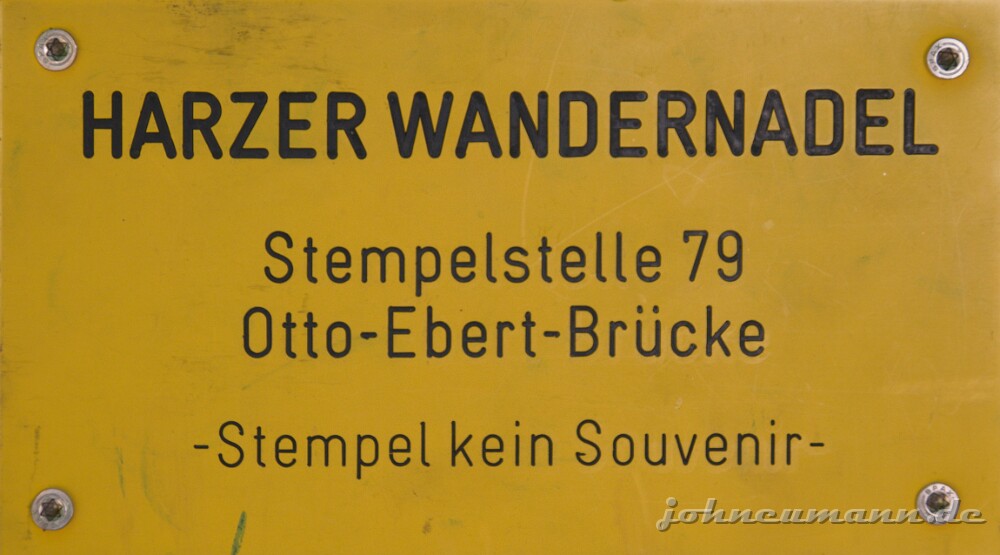 HARZER WANDERNADEL
Stempelstelle 79
Otto-Ebert-Brücke
-Stempel kein Souvenir-
johneumann.de